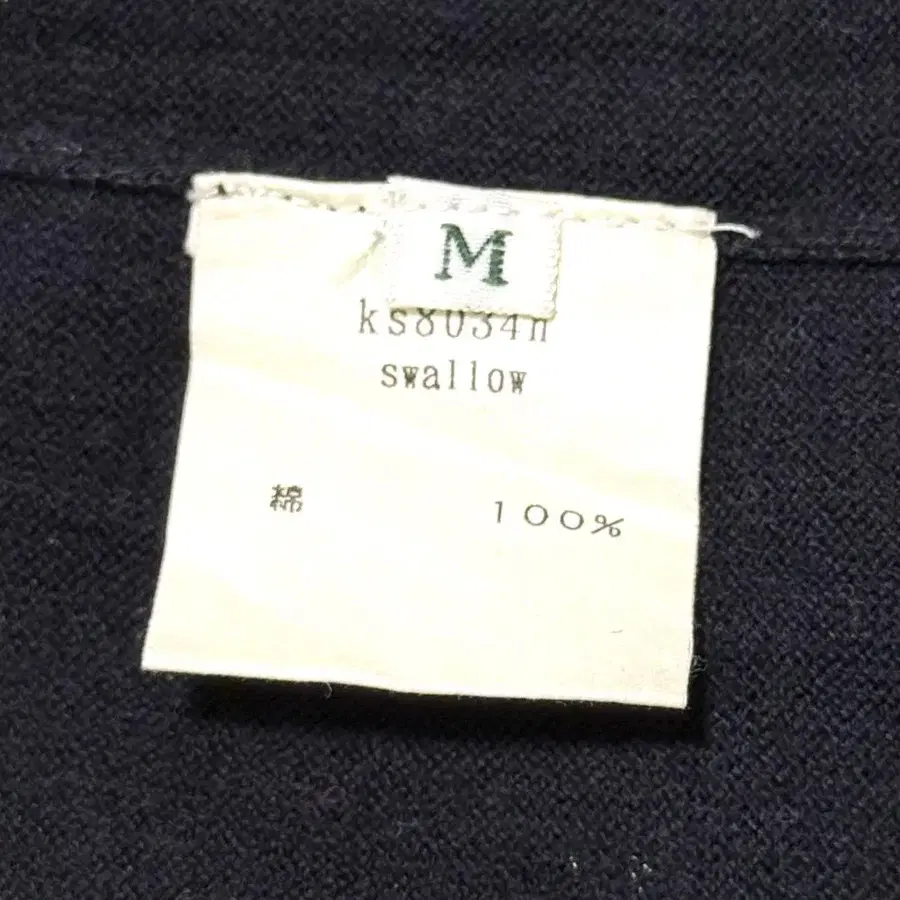 M
ks8034n
swallow
綿 １００％